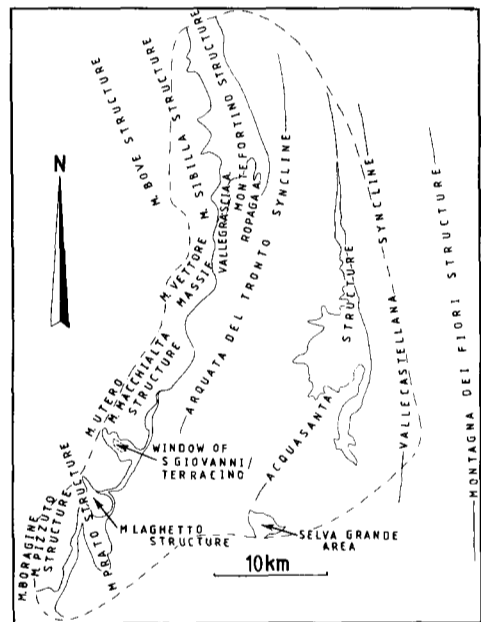 M. BOVE STRUCTURE
M. SIBILLA STRUCTURE
MONTEFORTINO STRUCTURE
N
VALLEGRASCIA A.
ROPAGA AS
M. VETTORE
MASSIF
ARQUATA DEL TRONTO SYNCLINE
ACQUASANTA STRUCTURE
VALLECASTELLANA SYNCLINE
MONTAGNA DEI FIORI STRUCTURE
M. UTERO
M. MACCHIALTA
STRUCTURE
WINDOW OF
S GIOVANNI/
TERRACINO
M LAGHETTO
STRUCTURE
SELVA GRANDE
AREA
M. BORAGINE
M. PIZZUTO
STRUCTURE
M PRATO STRUCTURE
10km